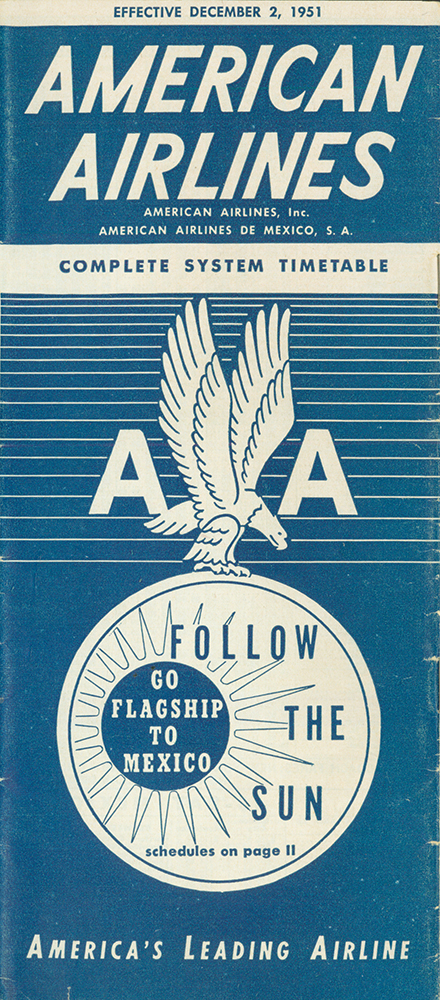 EFFECTIVE DECEMBER 2, 1951
AMERICAN
AIRLINES
AMERICAN AIRLINES, Inc.
AMERICAN AIRLINES DE MEXICO, S. A.
COMPLETE SYSTEM TIMETABLE
A A
FOLLOW
THE
SUN
GO
FLAGSHIP
TO
MEXICO
schedules on page II
AMERICA'S LEADING AIRLINE